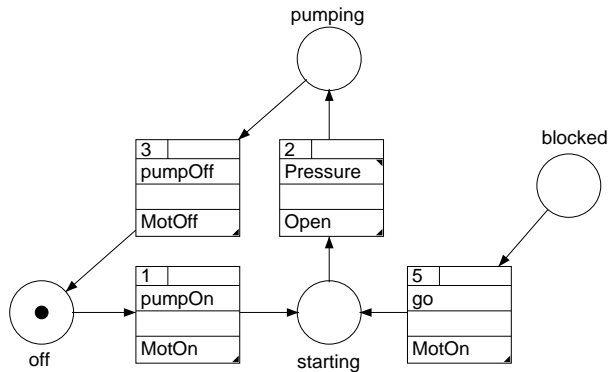 pumping
blocked
3
pumpOff
MotOff
2
Pressure
Open
1
pumpOn
MotOn
5
go
MotOn
off
starting